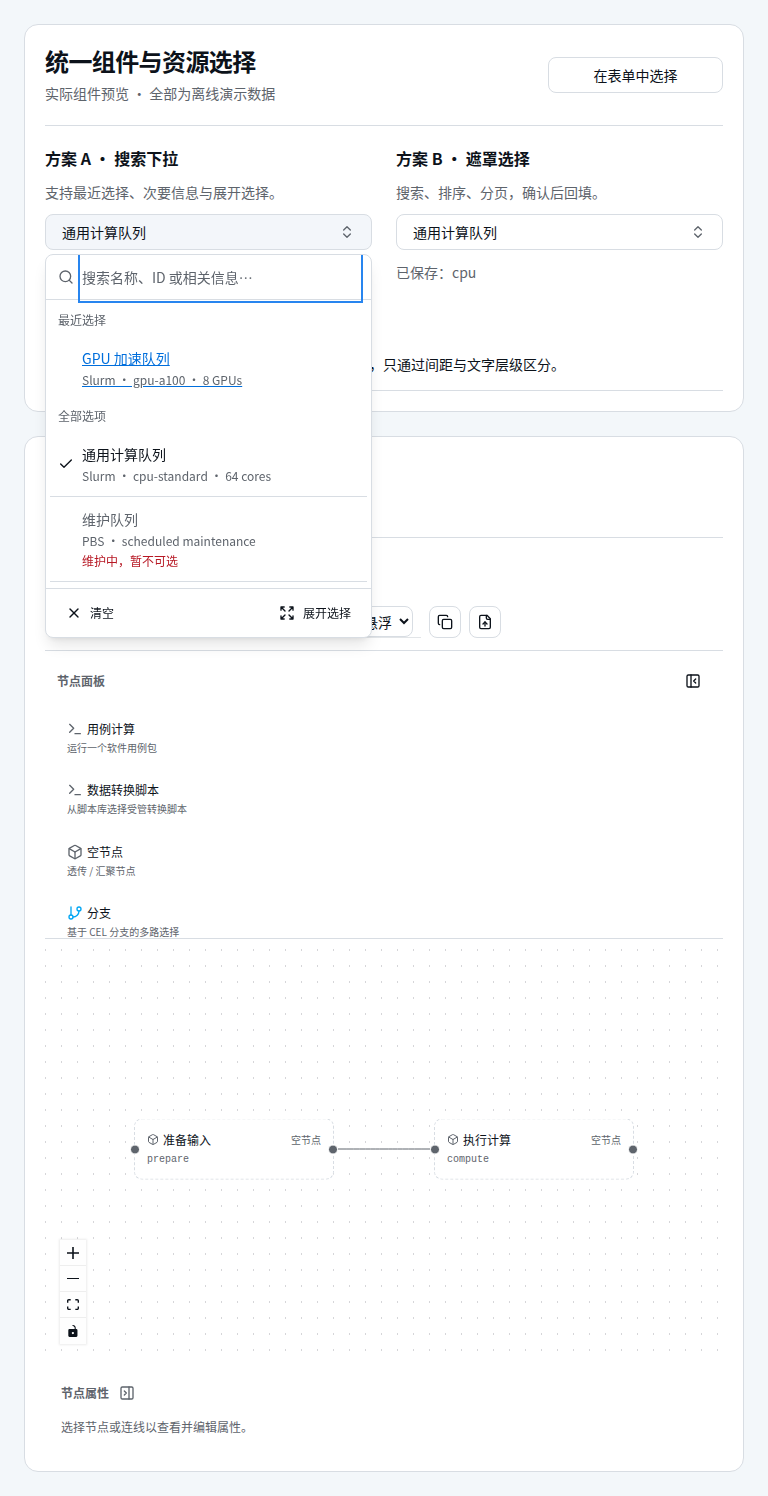 统一组件与资源选择
在表单中选择
实际组件预览 · 全部为离线演示数据
方案 A · 搜索下拉
支持最近选择、次要信息与展开选择。
通用计算队列
搜索名称、ID 或相关信息…
最近选择
GPU 加速队列
Slurm · gpu-a100 · 8 GPUs
全部选项
通用计算队列
Slurm · cpu-standard · 64 cores
维护队列
PBS · scheduled maintenance
维护中，暂不可选
清空
展开选择
方案 B · 遮罩选择
搜索、排序、分页，确认后回填。
通用计算队列
已保存：cpu
，只通过间距与文字层级区分。
悬浮
节点面板
用例计算
运行一个软件用例包
数据转换脚本
从脚本库选择受管转换脚本
空节点
透传 / 汇聚节点
分支
基于 CEL 分支的多路选择
准备输入 空节点
prepare
执行计算 空节点
compute
节点属性
选择节点或连线以查看并编辑属性。